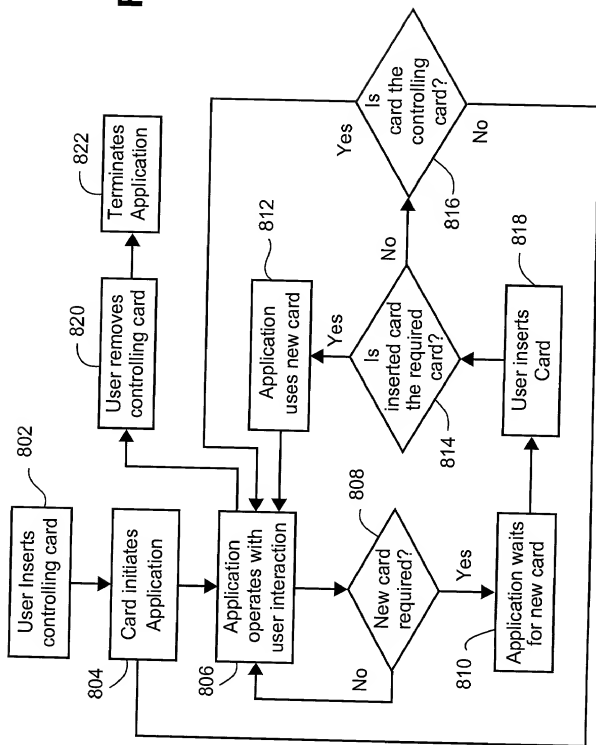 802
User Inserts
controlling card
804
Card initiates
Application
806
Application
operates with
user interaction
820
User removes
controlling card
822
Terminates
Application
808
New card
required?
No
Yes
810
Application waits
for new card
818
User inserts
Card
814
Is
inserted card
the required
card?
Yes
812
Application
uses new card
No
816
Is
card the
controlling
card?
Yes
No